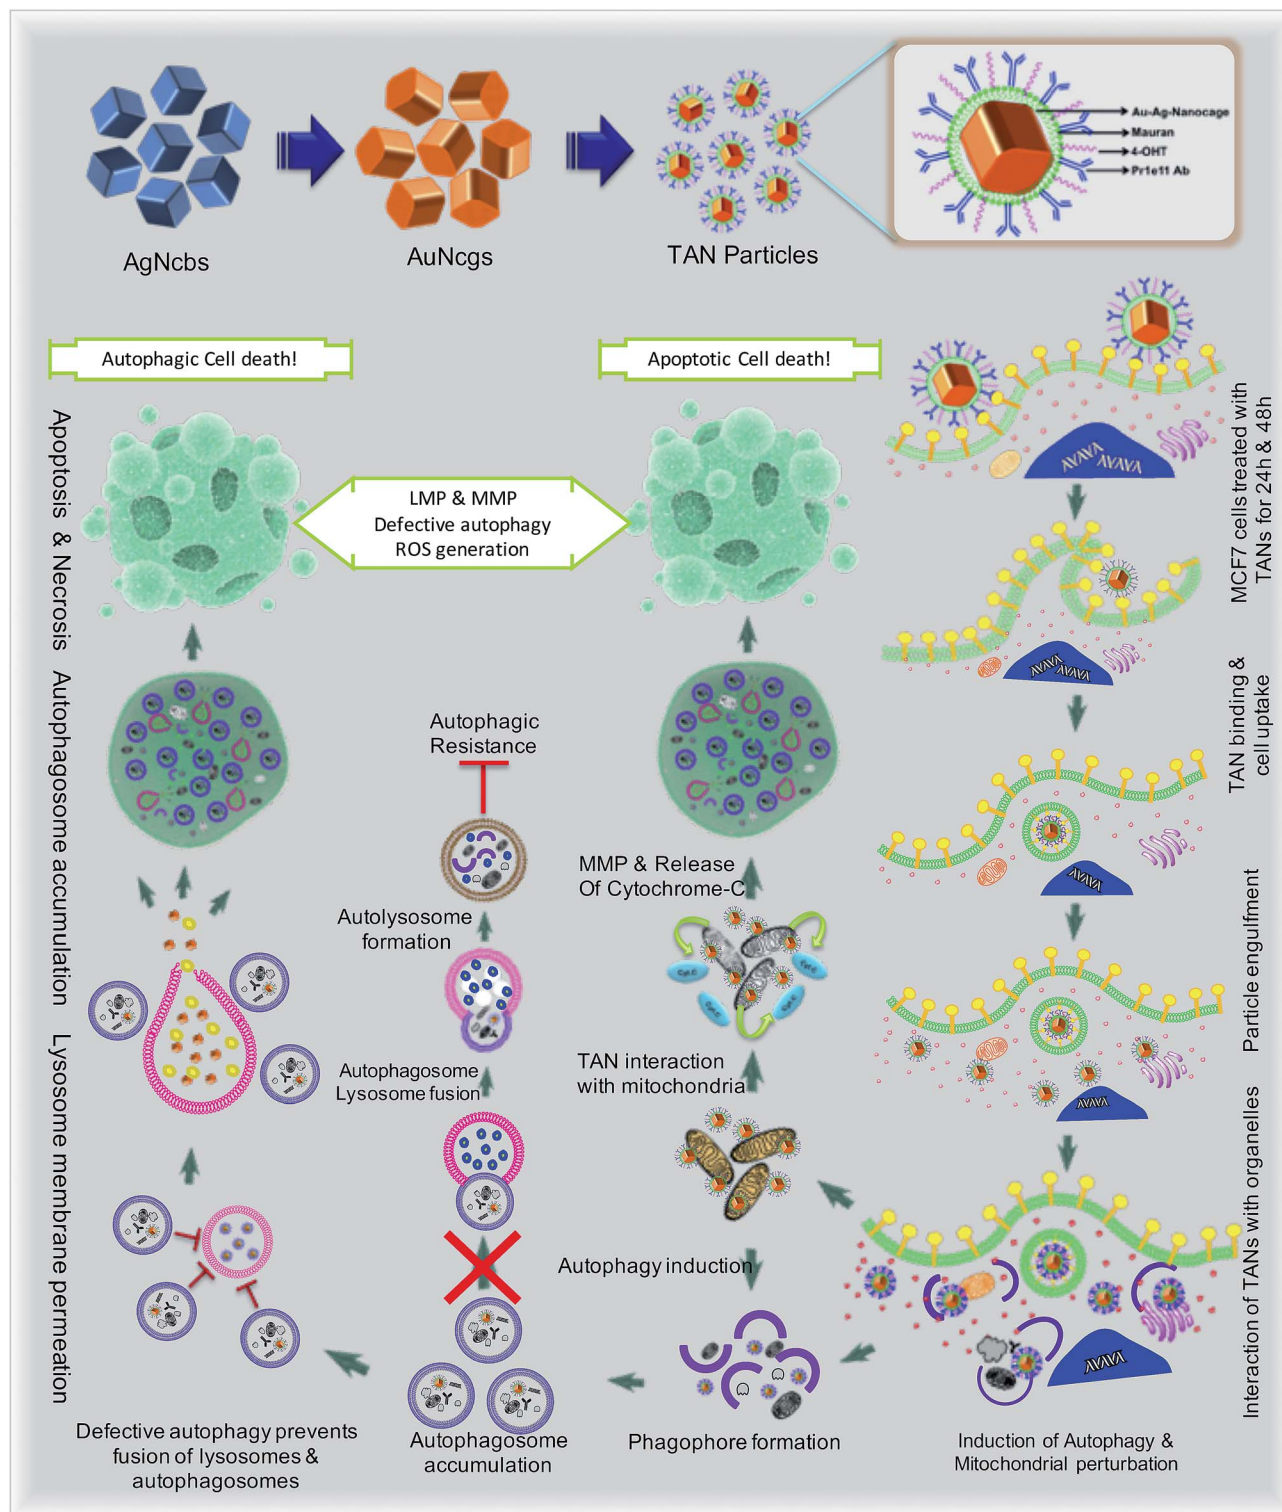 Au-Ag-Nanocage
Mauran
4-OHT
Pr1e11 Ab
AgNcbs
AuNcgs
TAN Particles
Autophagic Cell death!
Apoptotic Cell death!
LMP & MMP
Defective autophagy
ROS generation
Apoptosis & Necrosis
Autophagosome accumulation
Lysosome membrane permeation
Autophagic
Resistance
Autolysosome
formation
Autophagosome
Lysosome fusion
MMP & Release
Of Cytochrome-C
Cyt-C
Cyt-C
Cyt-C
Cyt-C
TAN interaction
with mitochondria
Autophagy induction
MCF7 cells treated with
TANs for 24h & 48h
TAN binding &
cell uptake
Particle engulfment
Interaction of TANs with organelles
Defective autophagy prevents
fusion of lysosomes &
autophagosomes
Autophagosome
accumulation
Phagophore formation
Induction of Autophagy &
Mitochondrial perturbation